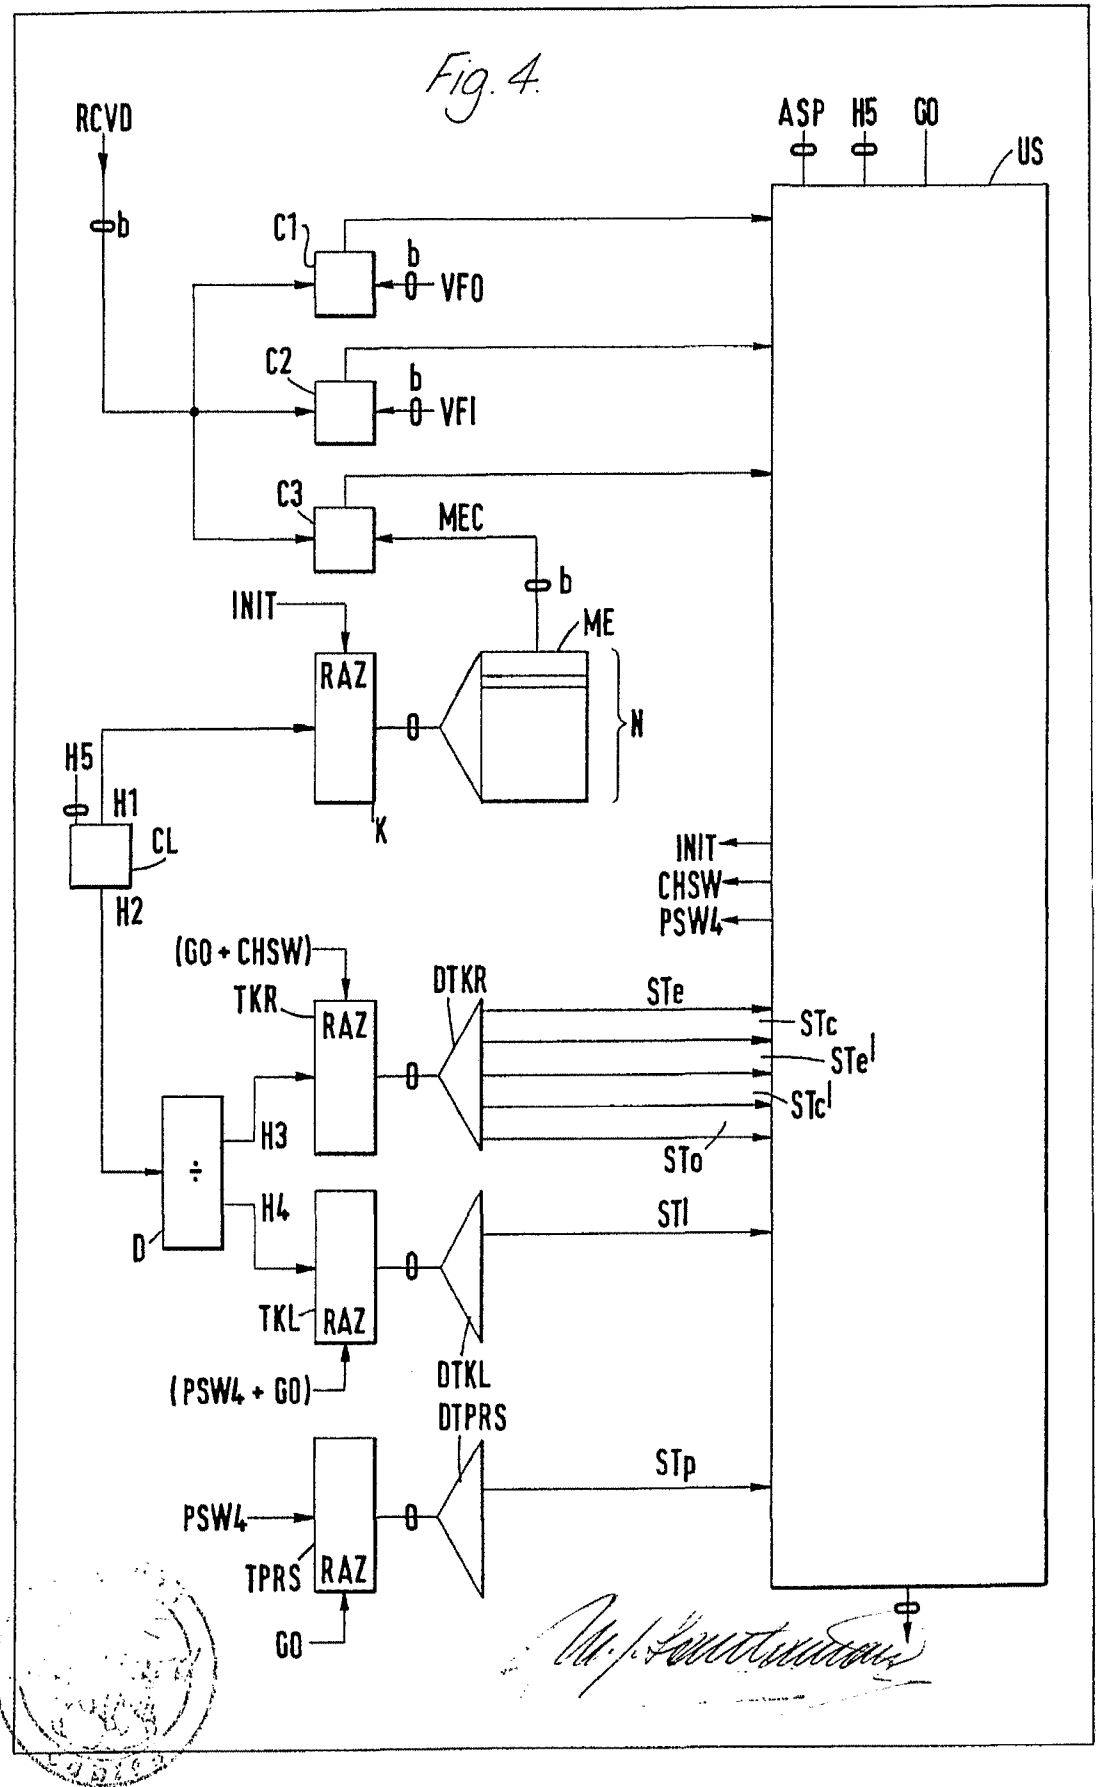 Fig. 4.
RCVD
ASP H5 GO
US
b
C1
b
VF0
C2
b
VF1
C3
MEC
b
INIT
ME
RAZ
N
H5
H1
K
CL
INIT
CHSW
H2
PSW4
(GO + CHSW)
DTKR
TKR
STe
RAZ
STc
STe'
STc'
H3
STo
÷
H4
STl
D
TKL
RAZ
(PSW4 + GO)
DTKL
DTPRS
STp
PSW4
TPRS
RAZ
GO